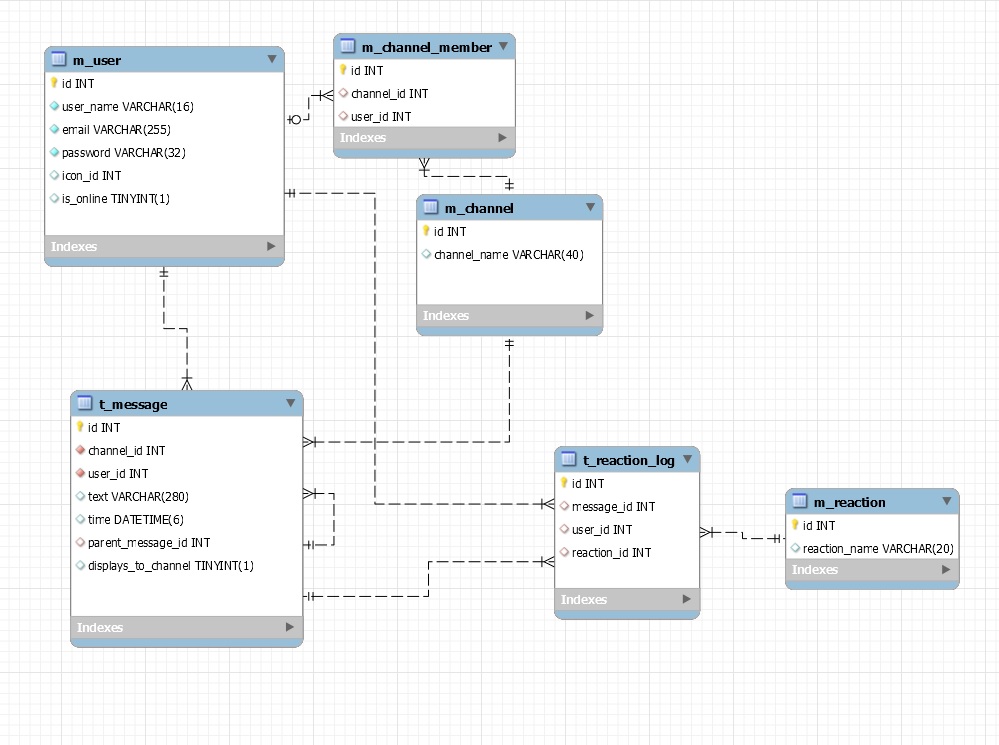 m_user
id INT
user_name VARCHAR(16)
email VARCHAR(255)
password VARCHAR(32)
icon_id INT
is_online TINYINT(1)
Indexes
m_channel_member
id INT
channel_id INT
user_id INT
Indexes
m_channel
id INT
channel_name VARCHAR(40)
Indexes
t_message
id INT
channel_id INT
user_id INT
text VARCHAR(280)
time DATETIME(6)
parent_message_id INT
displays_to_channel TINYINT(1)
Indexes
t_reaction_log
id INT
message_id INT
user_id INT
reaction_id INT
Indexes
m_reaction
id INT
reaction_name VARCHAR(20)
Indexes